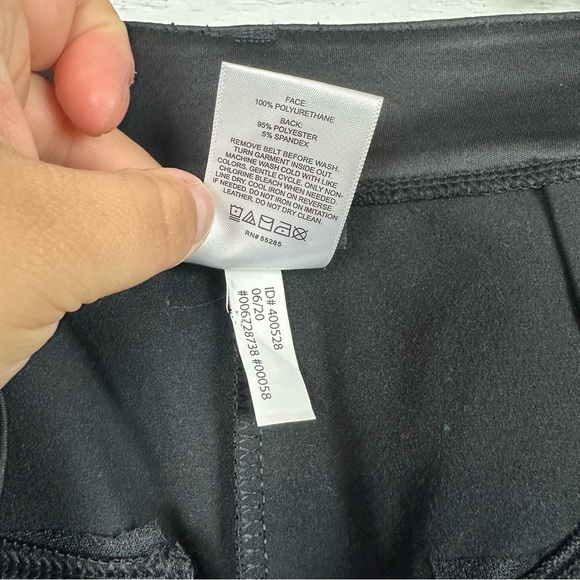 FACE:
100% POLYURETHANE
BACK:
95% POLYESTER
5% SPANDEX
REMOVE BELT BEFORE WASH.
TURN GARMENT INSIDE OUT.
MACHINE WASH COLD WITH LIKE
COLORS. GENTLE CYCLE. ONLY NON-
CHLORINE BLEACH WHEN NEEDED.
LINE DRY. COOL IRON ON REVERSE
IF NEEDED. DO NOT IRON ON IMITATION
LEATHER. DO NOT DRY CLEAN.
RN# 55285
ID# 400528
06/20
#006728738 #00058